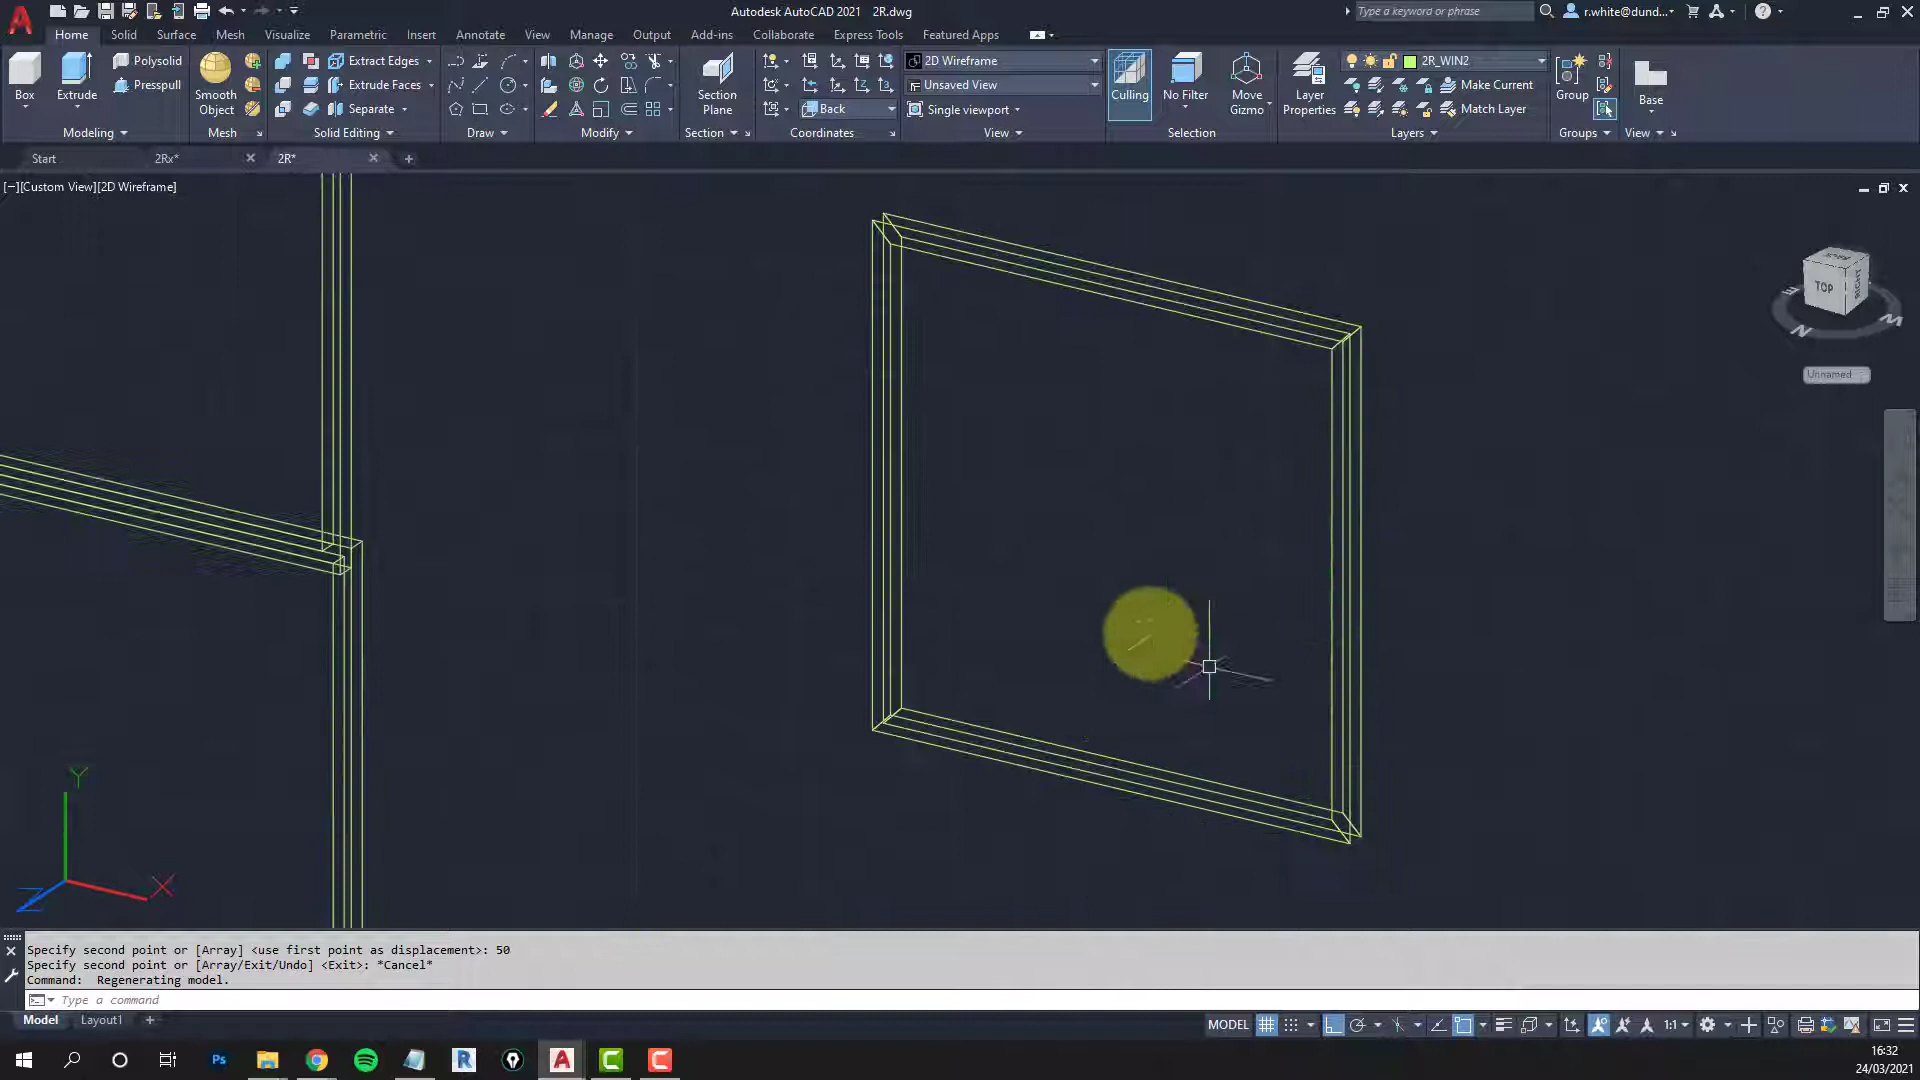 Autodesk AutoCAD 2021 2R.dwg
Type a keyword or phrase
r.white@dund...
Home Solid Surface Mesh Visualize Parametric Insert Annotate View Manage Output Add-ins Collaborate Express Tools Featured Apps
Box
Extrude
Polysolid
Presspull
Smooth Object
Extract Edges
Extrude Faces
Separate
Section Plane
Back
2D Wireframe
Unsaved View
Single viewport
Culling
No Filter
Move Gizmo
Layer Properties
2R_WIN2
Make Current
Match Layer
Group
Base
Modeling Mesh Solid Editing Draw Modify Section Coordinates View Selection Layers Groups View
Start 2Rx* 2R*
[−][Custom View][2D Wireframe]
TOP
RIGHT
BACK
E
N
Unnamed
Y
X
Z
Specify second point or [Array] <use first point as displacement>: 50
Specify second point or [Array/Exit/Undo] <Exit>: *Cancel*
Command: Regenerating model.
Type a command
Model Layout1
MODEL
1:1
16:32
24/03/2021